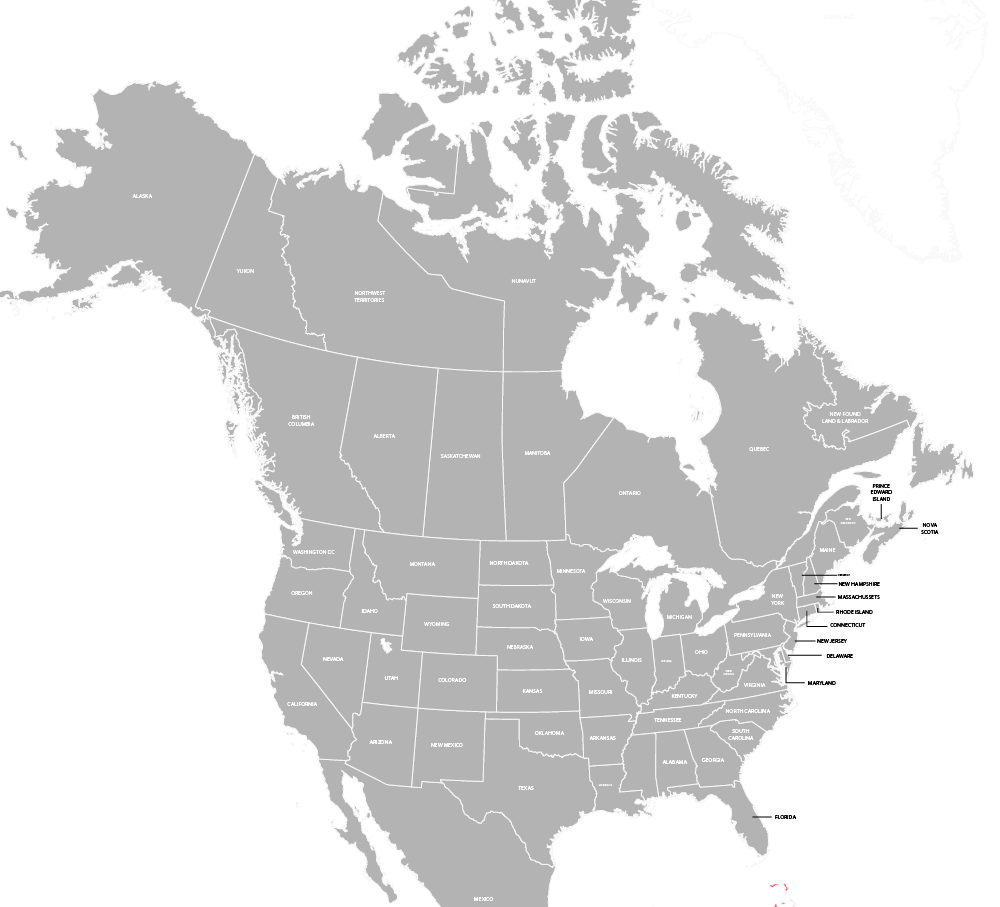 ALASKA
YUKON
NORTHWEST
TERRITORIES
NUNAVUT
BRITISH
COLUMBIA
ALBERTA
SASKATCHEWAN
MANITOBA
ONTARIO
QUEBEC
NEW FOUND
LAND & LABRADOR
PRINCE
EDWARD
ISLAND
NOVA
SCOTIA
MAINE
WASHINGTON DC
MONTANA
NORTH DAKOTA
MINNESOTA
NEW HAMPSHIRE
OREGON
IDAHO
SOUTH DAKOTA
WISCONSIN
NEW
YORK
MASSACHUSSETS
RHODE ISLAND
MICHIGAN
WYOMING
CONNECTICUT
PENNSYLVANIA
NEW JERSEY
IOWA
NEBRASKA
OHIO
DELAWARE
NEVADA
ILLINOIS
UTAH
COLORADO
VIRGINIA
MARYLAND
KANSAS
MISSOURI
KENTUCKY
CALIFORNIA
NORTH CAROLINA
TENNESSEE
OKLAHOMA
ARKANSAS
SOUTH
CAROLINA
ARIZONA
NEW MEXICO
ALABAMA
GEORGIA
TEXAS
FLORIDA
MEXICO